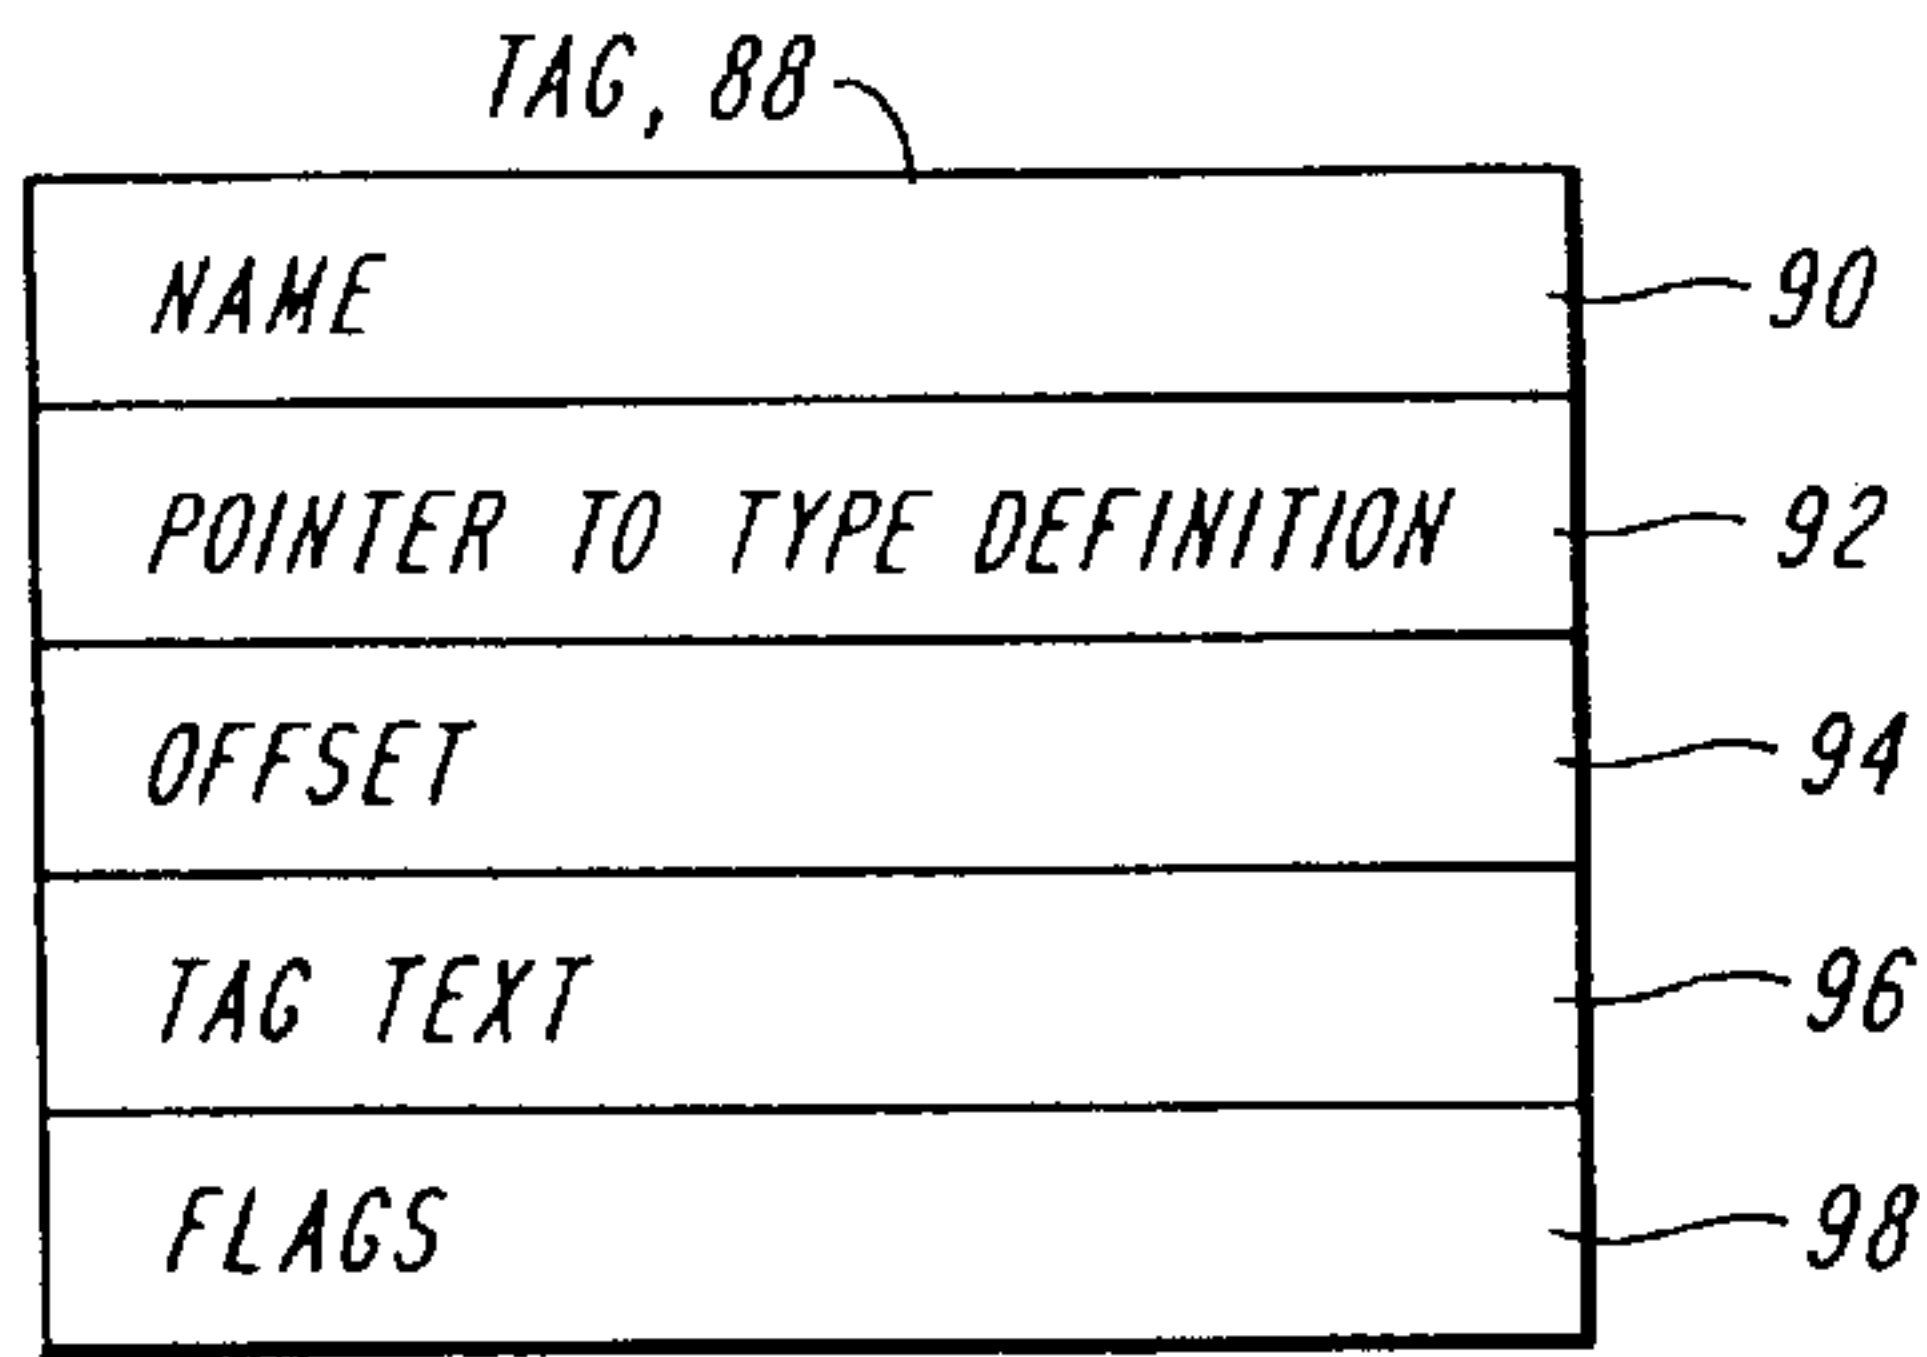 TAG, 88
NAME 90
POINTER TO TYPE DEFINITION 92
OFFSET 94
TAG TEXT 96
FLAGS 98